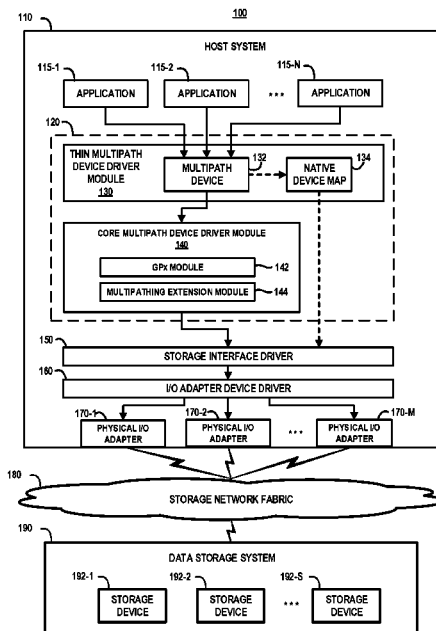 100
110
HOST SYSTEM
115-1 115-2 115-N
APPLICATION APPLICATION *** APPLICATION
120
THIN MULTIPATH DEVICE DRIVER MODULE 130
MULTIPATH DEVICE 132
NATIVE DEVICE MAP 134
CORE MULTIPATH DEVICE DRIVER MODULE
140
GPx MODULE 142
MULTIPATHING EXTENSION MODULE 144
150
STORAGE INTERFACE DRIVER
160
I/O ADAPTER DEVICE DRIVER
170-1 170-2 170-M
PHYSICAL I/O ADAPTER PHYSICAL I/O ADAPTER *** PHYSICAL I/O ADAPTER
180
STORAGE NETWORK FABRIC
190
DATA STORAGE SYSTEM
192-1 192-2 192-S
STORAGE DEVICE STORAGE DEVICE *** STORAGE DEVICE